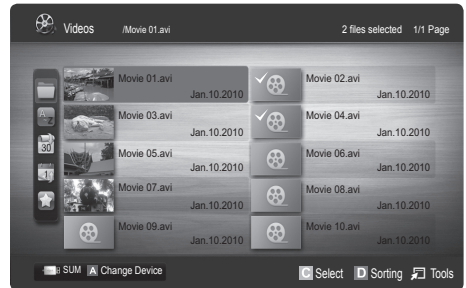 Videos /Movie 01.avi 2 files selected 1/1 Page
Movie 01.avi
Jan.10.2010
Movie 02.avi
Jan.10.2010
Movie 03.avi
Jan.10.2010
Movie 04.avi
Jan.10.2010
Movie 05.avi
Jan.10.2010
Movie 06.avi
Jan.10.2010
Movie 07.avi
Jan.10.2010
Movie 08.avi
Jan.10.2010
Movie 09.avi
Jan.10.2010
Movie 10.avi
Jan.10.2010
30
1
SUM A Change Device C Select D Sorting Tools